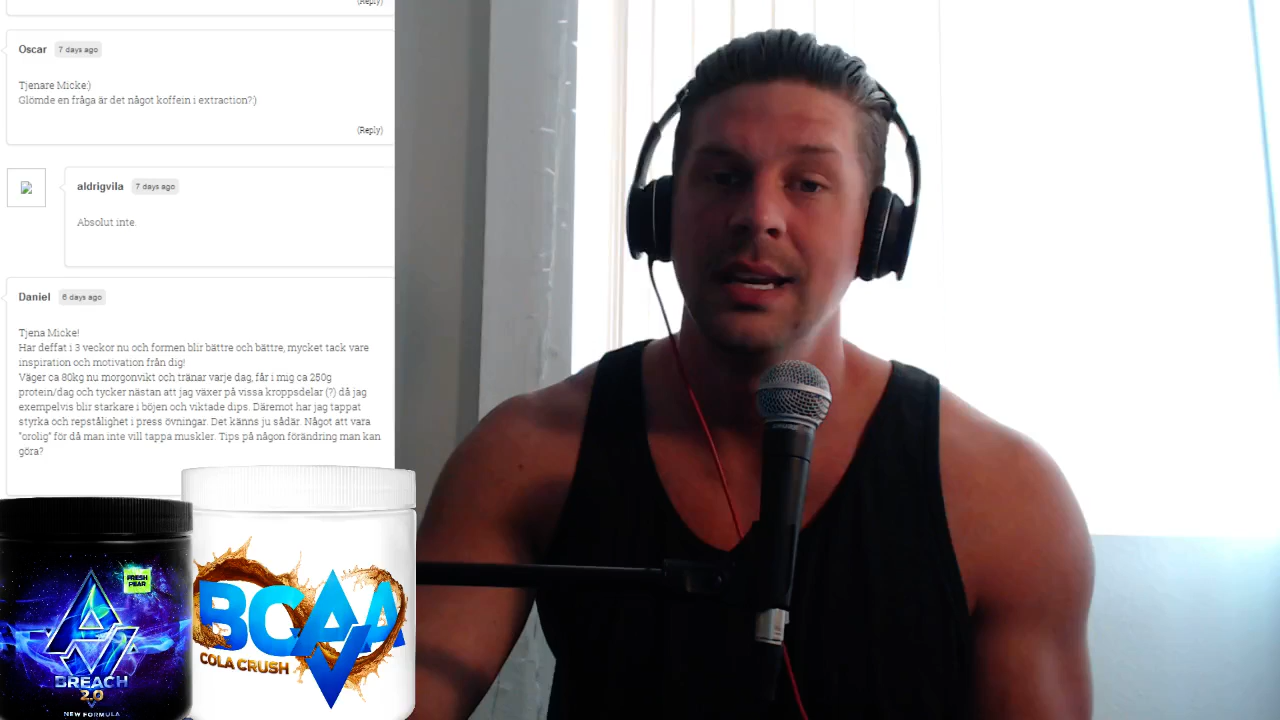 (Reply)
Oscar 7 days ago
Tjenare Micke:)
Glömde en fråga är det något koffein i extraction?:)
(Reply)
aldrigvila 7 days ago
Absolut inte.
Daniel 6 days ago
Tjena Micke!
Har deffat i 3 veckor nu och formen blir bättre och bättre, mycket tack vare
inspiration och motivation från dig!
Väger ca 80kg nu morgonvikt och tränar varje dag, får i mig ca 250g
protein/dag och tycker nästan att jag växer på vissa kroppsdelar (?) då jag
exempelvis blir starkare i böjen och viktade dips. Däremot har jag tappat
styrka och repstålighet i press övningar. Det känns ju sådär. Något att vara
"orolig" för då man inte vill tappa muskler. Tips på någon förändring man kan
göra?
FRESH
PEAR
BREACH
2.0
NEW FORMULA
BCAA
COLA CRUSH